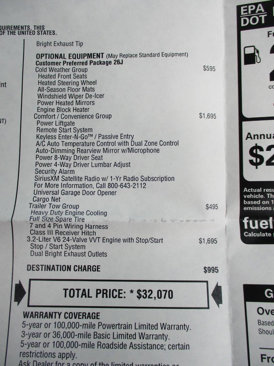 QUIREMENTS. THIS
OF THE UNITED STATES.
Bright Exhaust Tip
OPTIONAL EQUIPMENT (May Replace Standard Equipment)
Customer Preferred Package 26J
Cold Weather Group $595
Heated Front Seats
Heated Steering Wheel
All-Season Floor Mats
Windshield Wiper De-Icer
Power Heated Mirrors
Engine Block Heater
Comfort / Convenience Group $1,695
Power Liftgate
Remote Start System
Keyless Enter-N-Go™ / Passive Entry
A/C Auto Temperature Control with Dual Zone Control
Auto-Dimming Rearview Mirror w/Microphone
Power 8-Way Driver Seat
Power 4-Way Driver Lumbar Adjust
Security Alarm
SiriusXM Satellite Radio w/ 1-Yr Radio Subscription
For More Information, Call 800-643-2112
Universal Garage Door Opener
Cargo Net
Trailer Tow Group $495
Heavy Duty Engine Cooling
Full Size Spare Tire
7 and 4 Pin Wiring Harness
Class III Receiver Hitch
3.2-Liter V6 24-Valve VVT Engine with Stop/Start $1,695
Stop / Start System
Dual Bright Exhaust Outlets
DESTINATION CHARGE $995
TOTAL PRICE: * $32,070
WARRANTY COVERAGE
5-year or 100,000-mile Powertrain Limited Warranty.
3-year or 36,000-mile Basic Limited Warranty.
5-year or 100,000-mile Roadside Assistance; certain
restrictions apply.
Ask Dealer for a copy of the limited warranties or
EPA
DOT
Fu
2
Annua
$2
Actual resu
vehicle. Th
based on 1
emissions
fuel
Calculate
G
Ove
Based
Shoul
Fro